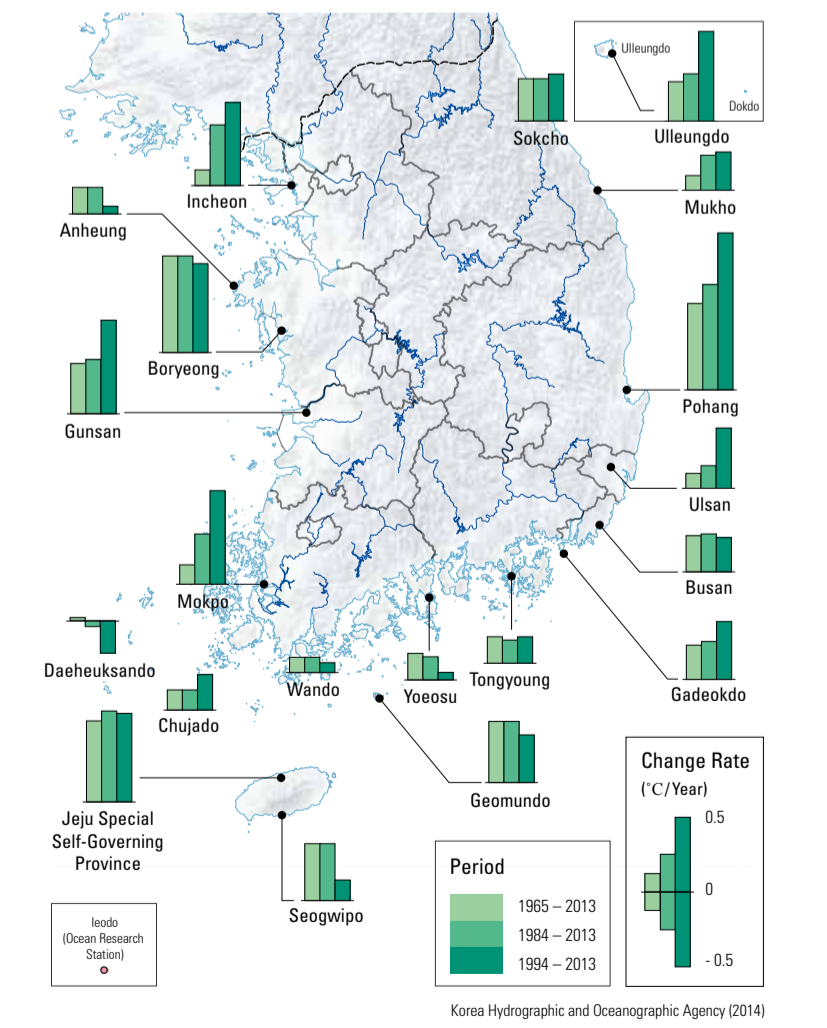 Ulleungdo
Dokdo
Sokcho
Ulleungdo
Incheon
Mukho
Anheung
Boryeong
Pohang
Gunsan
Ulsan
Busan
Mokpo
Daeheuksando
Wando
Yoeosu
Tongyoung
Gadeokdo
Chujado
Geomundo
Jeju Special
Self-Governing
Province
Seogwipo
Ieodo
(Ocean Research
Station)
Period
1965 – 2013
1984 – 2013
1994 – 2013
Change Rate
(°C/Year)
0.5
0
- 0.5
Korea Hydrographic and Oceanographic Agency (2014)